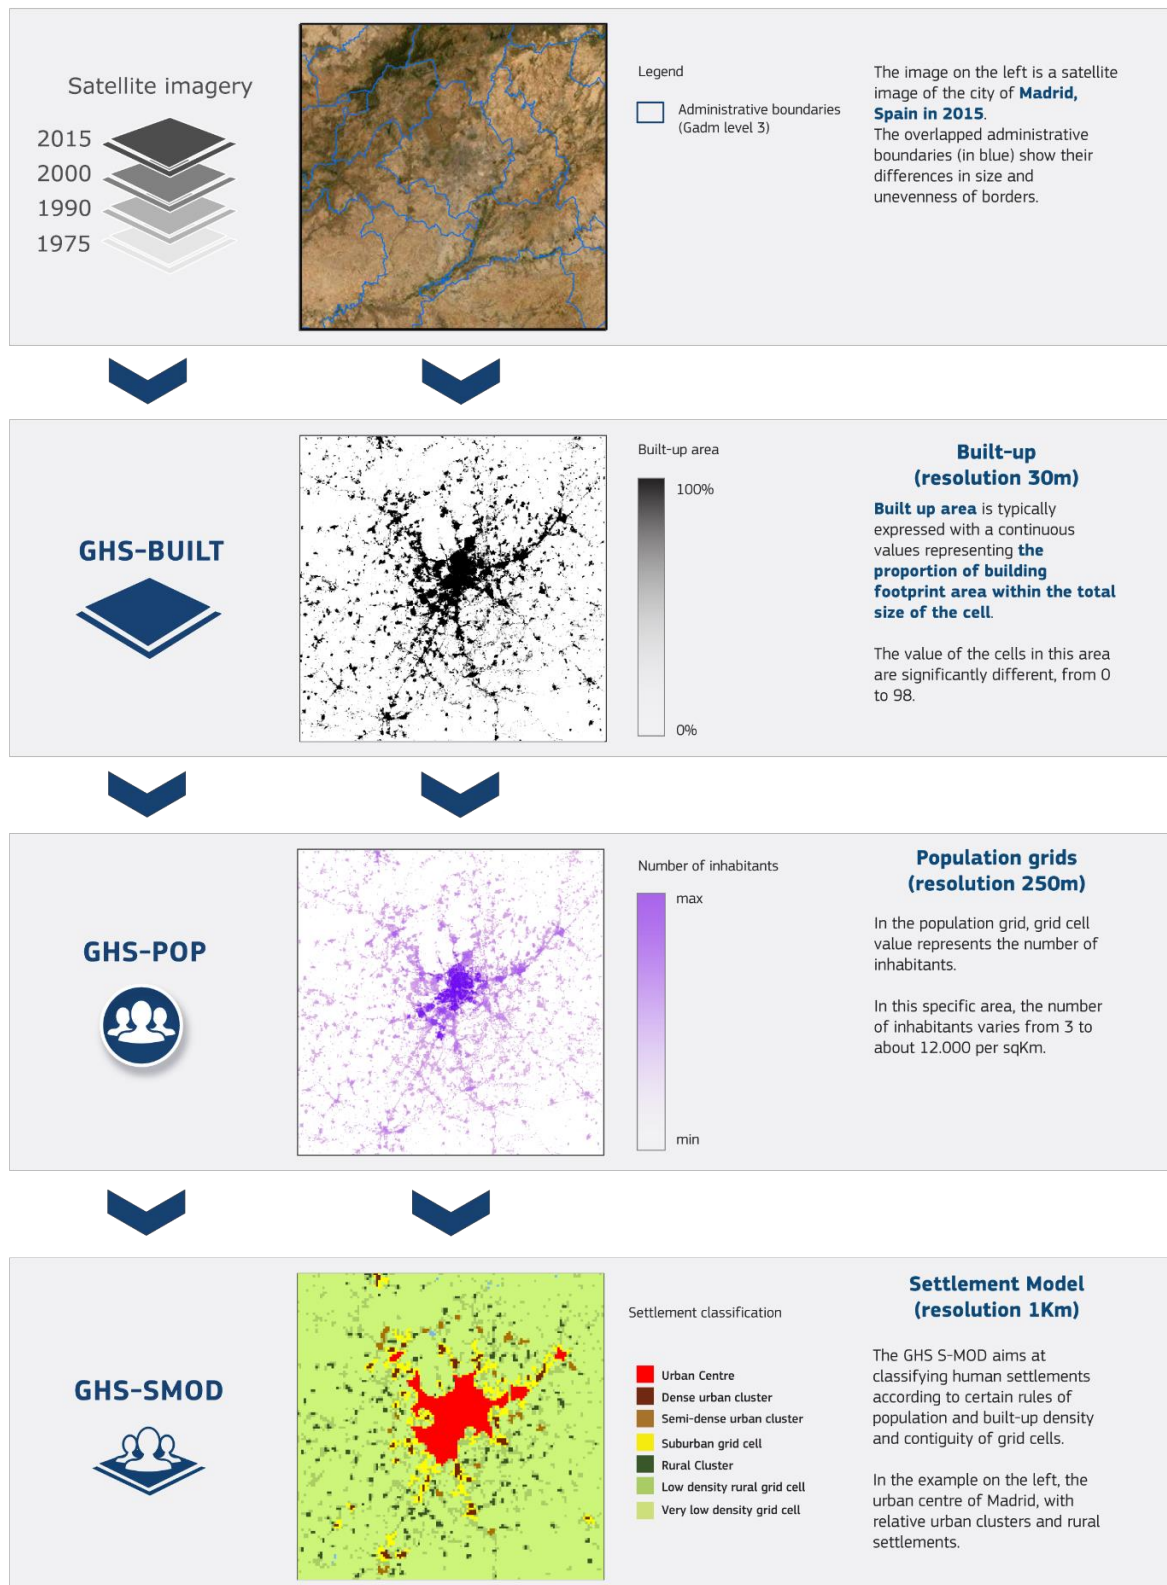 Satellite imagery
2015
2000
1990
1975
Legend
Administrative boundaries
(Gadm level 3)
The image on the left is a satellite
image of the city of Madrid,
Spain in 2015.
The overlapped administrative
boundaries (in blue) show their
differences in size and
unevenness of borders.
GHS-BUILT
Built-up area
100%
0%
Built-up
(resolution 30m)
Built up area is typically
expressed with a continuous
values representing the
proportion of building
footprint area within the total
size of the cell.
The value of the cells in this area
are significantly different, from 0
to 98.
GHS-POP
Number of inhabitants
max
min
Population grids
(resolution 250m)
In the population grid, grid cell
value represents the number of
inhabitants.
In this specific area, the number
of inhabitants varies from 3 to
about 12.000 per sqKm.
GHS-SMOD
Settlement classification
Urban Centre
Dense urban cluster
Semi-dense urban cluster
Suburban grid cell
Rural Cluster
Low density rural grid cell
Very low density grid cell
Settlement Model
(resolution 1Km)
The GHS S-MOD aims at
classifying human settlements
according to certain rules of
population and built-up density
and contiguity of grid cells.
In the example on the left, the
urban centre of Madrid, with
relative urban clusters and rural
settlements.